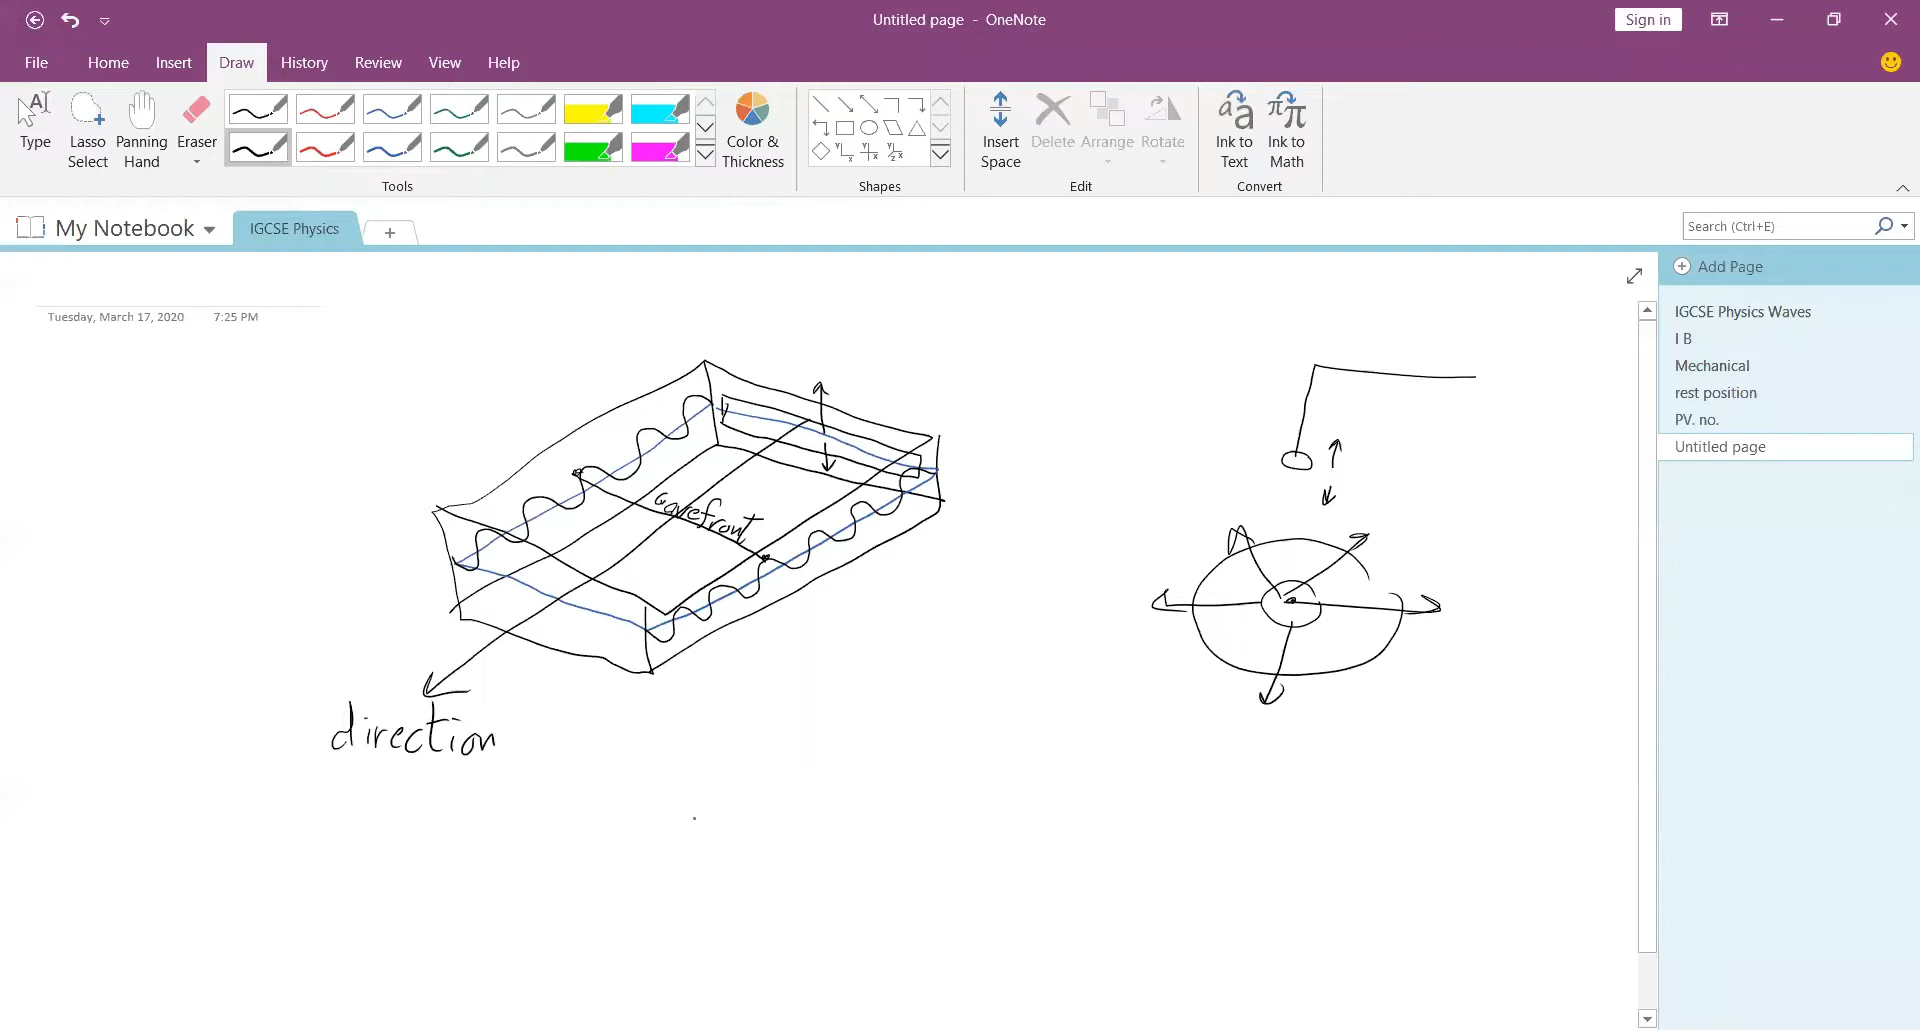 Untitled page - OneNote
Sign in
File Home Insert Draw History Review View Help
Type
Lasso Select
Panning Hand
Eraser
Color & Thickness
Insert Space
Delete
Arrange
Rotate
Ink to Text
Ink to Math
Tools
Shapes
Edit
Convert
My Notebook
IGCSE Physics
Search (Ctrl+E)
Add Page
Tuesday, March 17, 2020 7:25 PM
IGCSE Physics Waves
I B
Mechanical
rest position
PV. no.
Untitled page
wavefront
direction